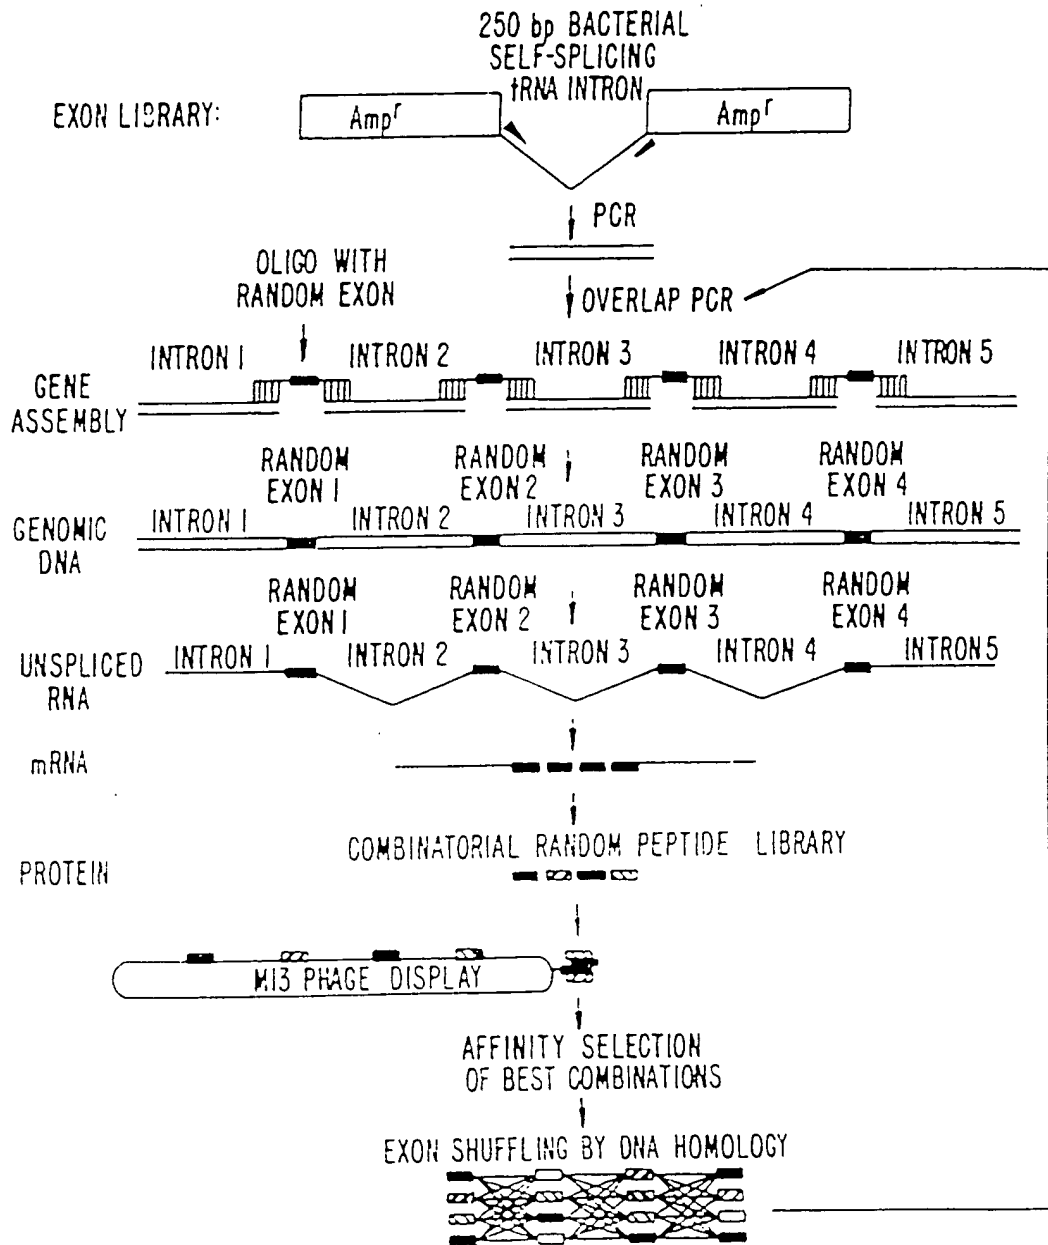 250 bp BACTERIAL
SELF-SPLICING
tRNA INTRON
EXON LIBRARY:
Ampr
Ampr
PCR
OLIGO WITH
RANDOM EXON
OVERLAP PCR
INTRON 1
INTRON 2
INTRON 3
INTRON 4
INTRON 5
GENE
ASSEMBLY
RANDOM
EXON 1
RANDOM
EXON 2
RANDOM
EXON 3
RANDOM
EXON 4
INTRON 1
INTRON 2
INTRON 3
INTRON 4
INTRON 5
GENOMIC
DNA
RANDOM
EXON 1
RANDOM
EXON 2
RANDOM
EXON 3
RANDOM
EXON 4
UNSPLICED
RNA
INTRON 1
INTRON 2
INTRON 3
INTRON 4
INTRON 5
mRNA
COMBINATORIAL RANDOM PEPTIDE LIBRARY
PROTEIN
M13 PHAGE DISPLAY
AFFINITY SELECTION
OF BEST COMBINATIONS
EXON SHUFFLING BY DNA HOMOLOGY